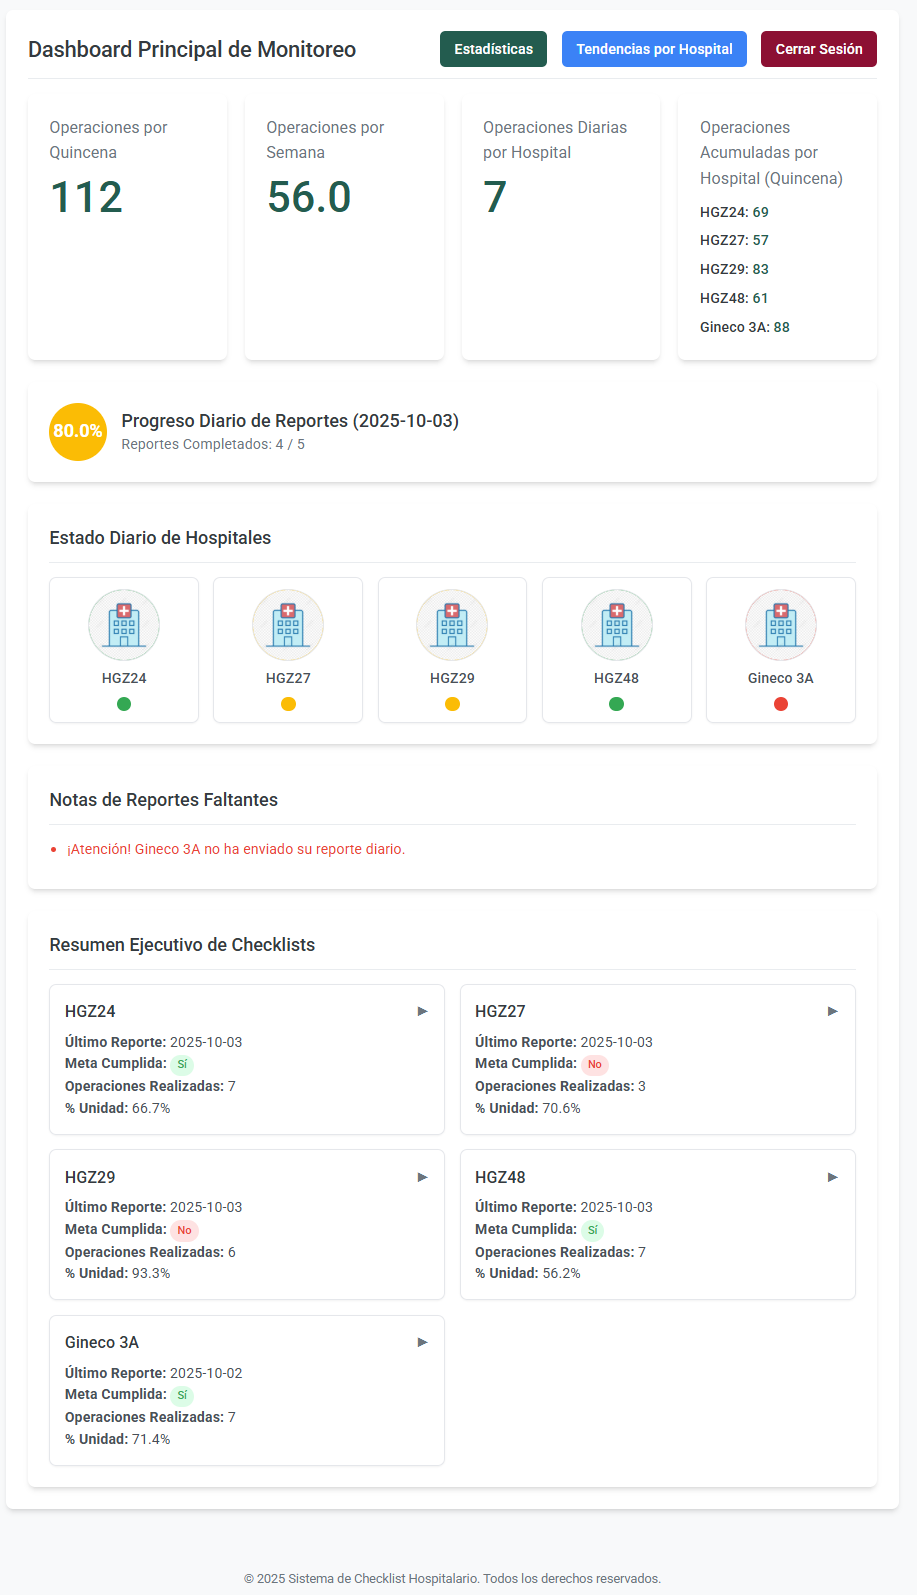 Dashboard Principal de Monitoreo
Estadísticas
Tendencias por Hospital
Cerrar Sesión
Operaciones por
Quincena
112
Operaciones por
Semana
56.0
Operaciones Diarias
por Hospital
7
Operaciones
Acumuladas por
Hospital (Quincena)
HGZ24: 69
HGZ27: 57
HGZ29: 83
HGZ48: 61
Gineco 3A: 88
80.0%
Progreso Diario de Reportes (2025-10-03)
Reportes Completados: 4 / 5
Estado Diario de Hospitales
HGZ24
HGZ27
HGZ29
HGZ48
Gineco 3A
Notas de Reportes Faltantes
• ¡Atención! Gineco 3A no ha enviado su reporte diario.
Resumen Ejecutivo de Checklists
HGZ24 ►
Último Reporte: 2025-10-03
Meta Cumplida: Sí
Operaciones Realizadas: 7
% Unidad: 66.7%
HGZ27 ►
Último Reporte: 2025-10-03
Meta Cumplida: No
Operaciones Realizadas: 3
% Unidad: 70.6%
HGZ29 ►
Último Reporte: 2025-10-03
Meta Cumplida: No
Operaciones Realizadas: 6
% Unidad: 93.3%
HGZ48 ►
Último Reporte: 2025-10-03
Meta Cumplida: Sí
Operaciones Realizadas: 7
% Unidad: 56.2%
Gineco 3A ►
Último Reporte: 2025-10-02
Meta Cumplida: Sí
Operaciones Realizadas: 7
% Unidad: 71.4%
© 2025 Sistema de Checklist Hospitalario. Todos los derechos reservados.